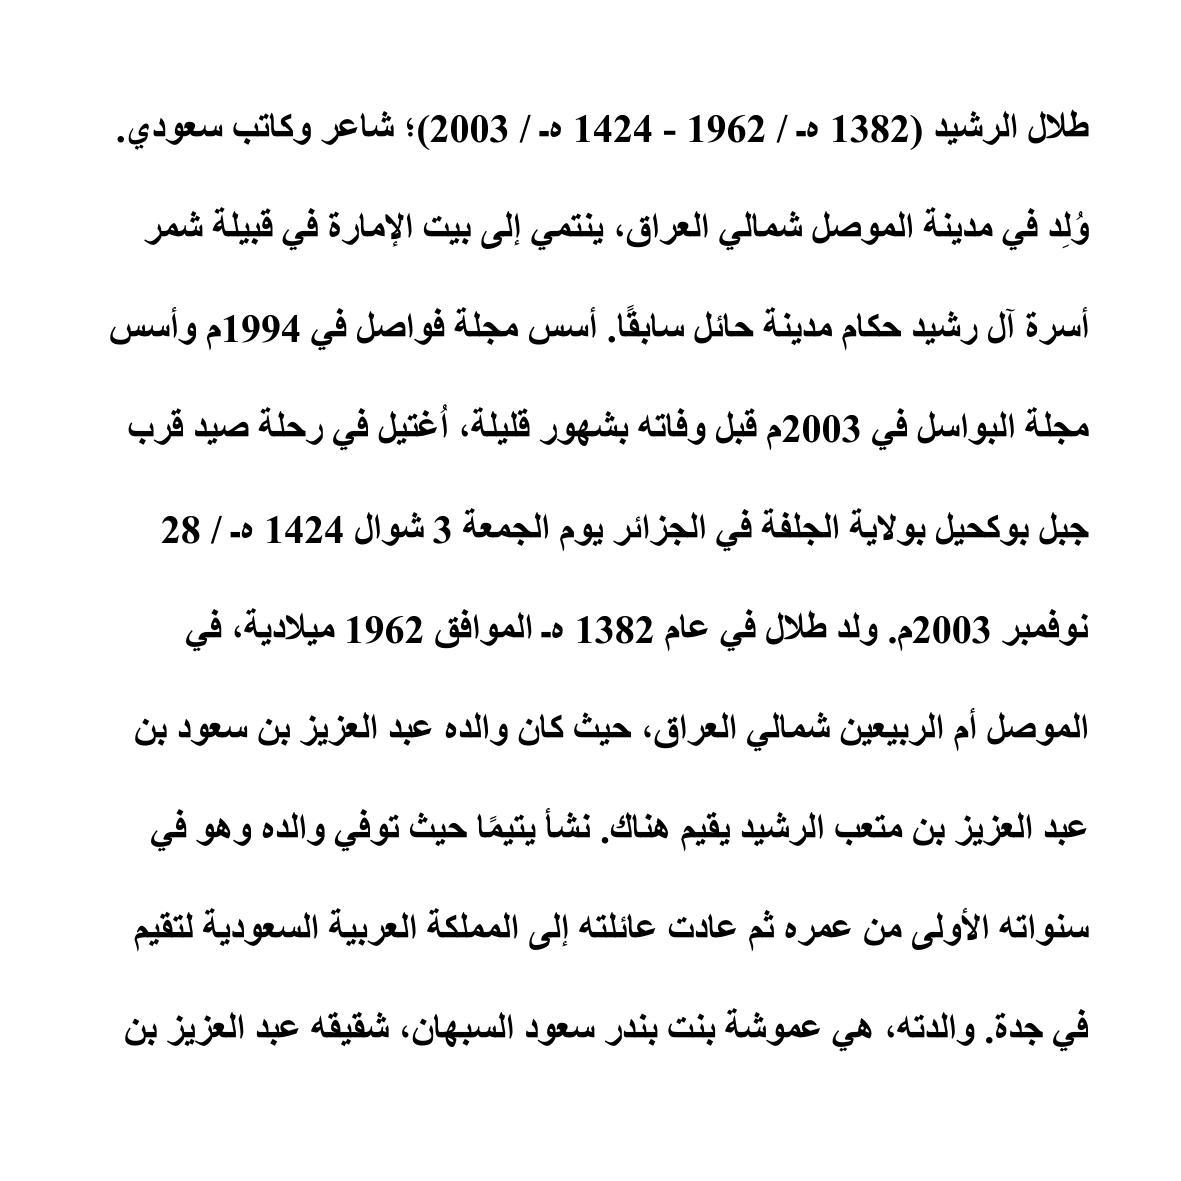 طلال الرشيد (1382 هـ / 1962 - 1424 هـ / 2003)؛ شاعر وكاتب سعودي.
وُلِد في مدينة الموصل شمالي العراق، ينتمي إلى بيت الإمارة في قبيلة شمر
أسرة آل رشيد حكام مدينة حائل سابقًا. أسس مجلة فواصل في 1994م وأسس
مجلة البواسل في 2003م قبل وفاته بشهور قليلة، اُغتيل في رحلة صيد قرب
جبل بوكحيل بولاية الجلفة في الجزائر يوم الجمعة 3 شوال 1424 هـ / 28
نوفمبر 2003م. ولد طلال في عام 1382 هـ الموافق 1962 ميلادية، في
الموصل أم الربيعين شمالي العراق، حيث كان والده عبد العزيز بن سعود بن
عبد العزيز بن متعب الرشيد يقيم هناك. نشأ يتيمًا حيث توفي والده وهو في
سنواته الأولى من عمره ثم عادت عائلته إلى المملكة العربية السعودية لتقيم
في جدة. والدته، هي عموشة بنت بندر سعود السبهان، شقيقه عبد العزيز بن